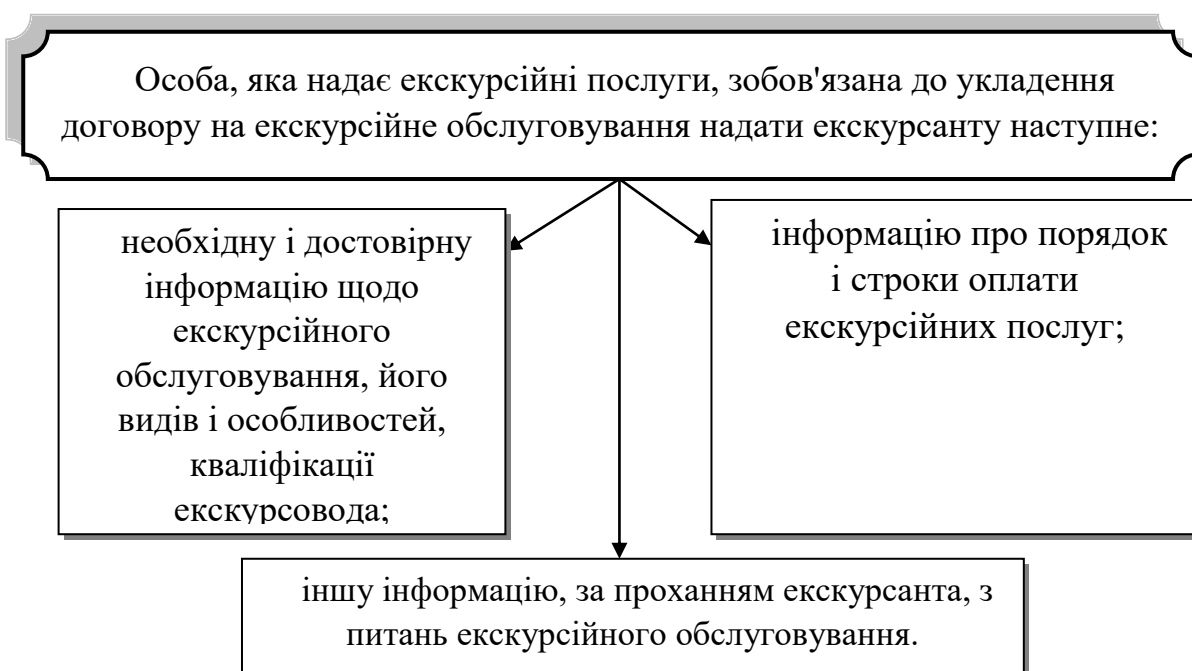 Особа, яка надає екскурсійні послуги, зобов'язана до укладення
договору на екскурсійне обслуговування надати екскурсанту наступне:
необхідну і достовірну
інформацію щодо
екскурсійного
обслуговування, його
видів і особливостей,
кваліфікації
екскурсовода;
інформацію про порядок
і строки оплати
екскурсійних послуг;
іншу інформацію, за проханням екскурсанта, з
питань екскурсійного обслуговування.